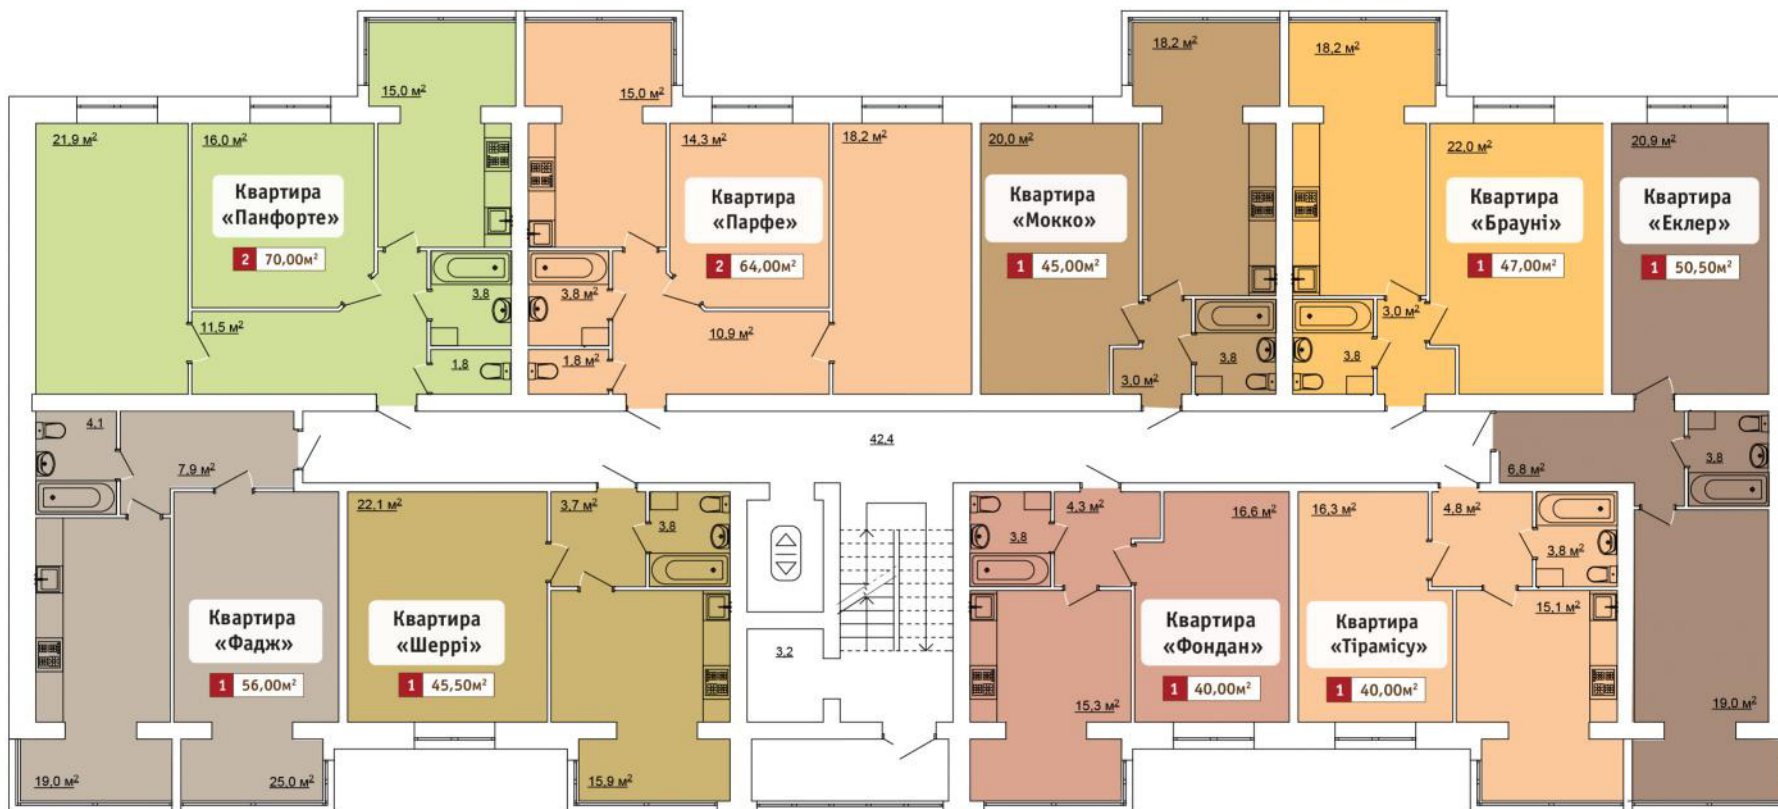 18,2 м²
18,2 м²
15,0 м²
15,0 м²
21,9 м²
16,0 м²
14,3 м²
18,2 м²
20,0 м²
22,0 м²
20,9 м²
Квартира
«Панфорте»
2 70,00м²
Квартира
«Парфе»
2 64,00м²
Квартира
«Мокко»
1 45,00м²
Квартира
«Брауні»
1 47,00м²
Квартира
«Еклер»
1 50,50м²
3,8
3,8 м²
3,0 м²
11,5 м²
10,9 м²
1,8
1,8 м²
3,8
3,8
3,0 м²
4,1
42,4
7,9 м²
3,8
6,8 м²
22,1 м²
3,7 м²
3,8
4,3 м²
3,8
16,6 м²
16,3 м²
4,8 м²
3,8 м²
15,1 м²
Квартира
«Фадж»
1 56,00м²
Квартира
«Шеррі»
1 45,50м²
3,2
Квартира
«Фондан»
1 40,00м²
Квартира
«Тірамісу»
1 40,00м²
15,3 м²
19,0 м²
19,0 м²
25,0 м²
15,9 м²